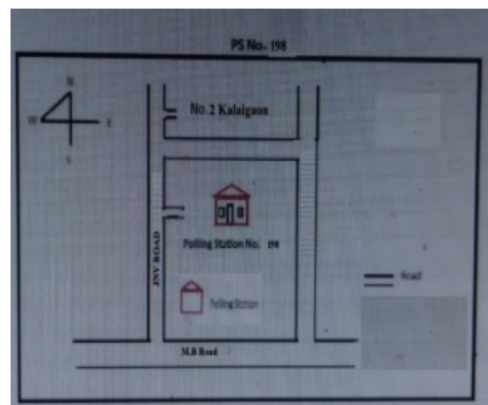 PS No. 198
N
W
E
S
No.2 Kalaigaon
Polling Station No. 198
JNV ROAD
Road
Polling Station
M.B Road